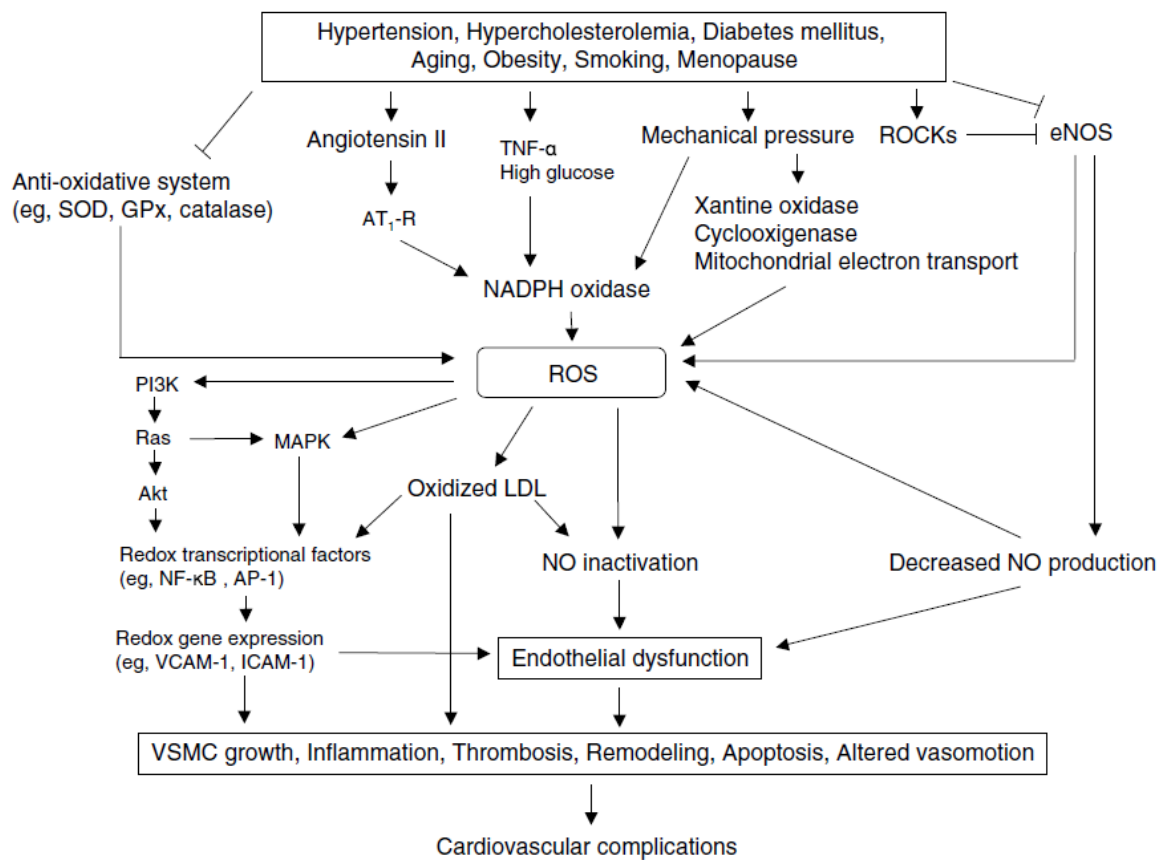 Hypertension, Hypercholesterolemia, Diabetes mellitus,
Aging, Obesity, Smoking, Menopause
Angiotensin II
TNF-α
High glucose
Mechanical pressure
ROCKs
eNOS
Anti-oxidative system
(eg, SOD, GPx, catalase)
AT₁-R
Xantine oxidase
Cyclooxigenase
Mitochondrial electron transport
NADPH oxidase
ROS
PI3K
Ras
MAPK
Akt
Oxidized LDL
Redox transcriptional factors
(eg, NF-κB , AP-1)
NO inactivation
Decreased NO production
Redox gene expression
(eg, VCAM-1, ICAM-1)
Endothelial dysfunction
VSMC growth, Inflammation, Thrombosis, Remodeling, Apoptosis, Altered vasomotion
Cardiovascular complications